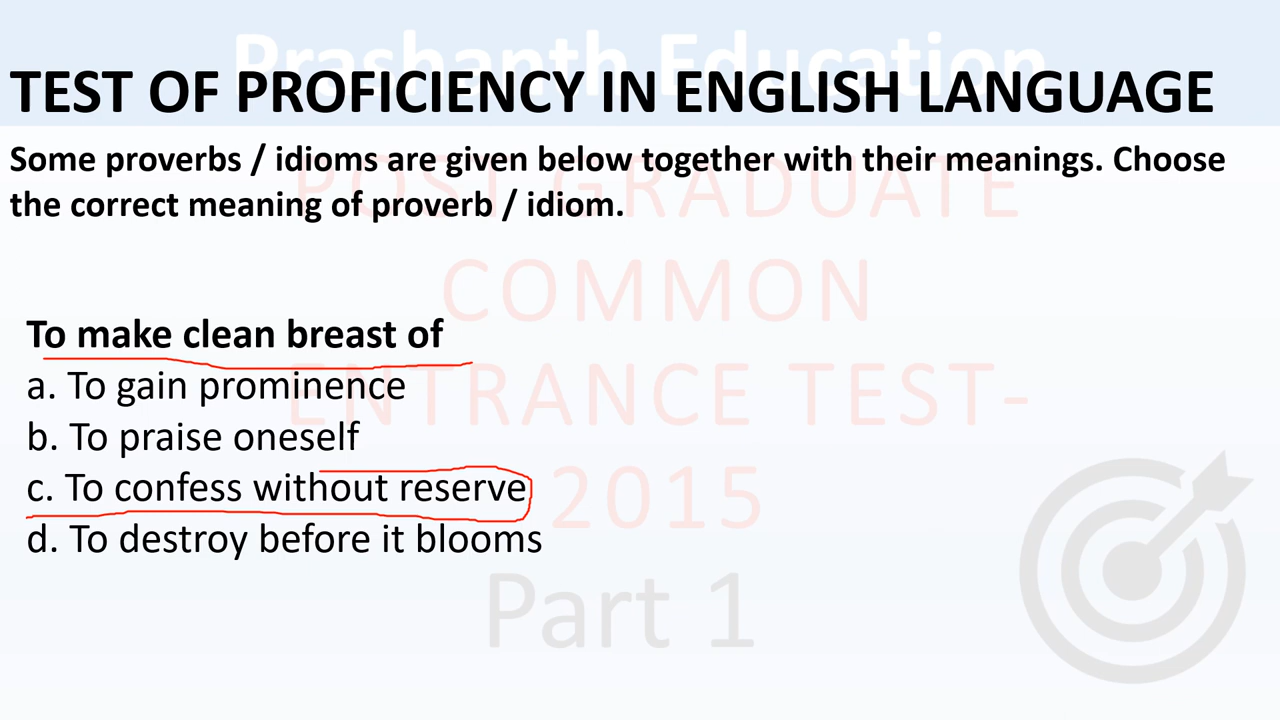 Prashanth Education
TEST OF PROFICIENCY IN ENGLISH LANGUAGE
Some proverbs / idioms are given below together with their meanings. Choose
the correct meaning of proverb / idiom.
POST GRADUATE
COMMON
ENTRANCE TEST-
2015
Part 1
To make clean breast of
a. To gain prominence
b. To praise oneself
c. To confess without reserve
d. To destroy before it blooms